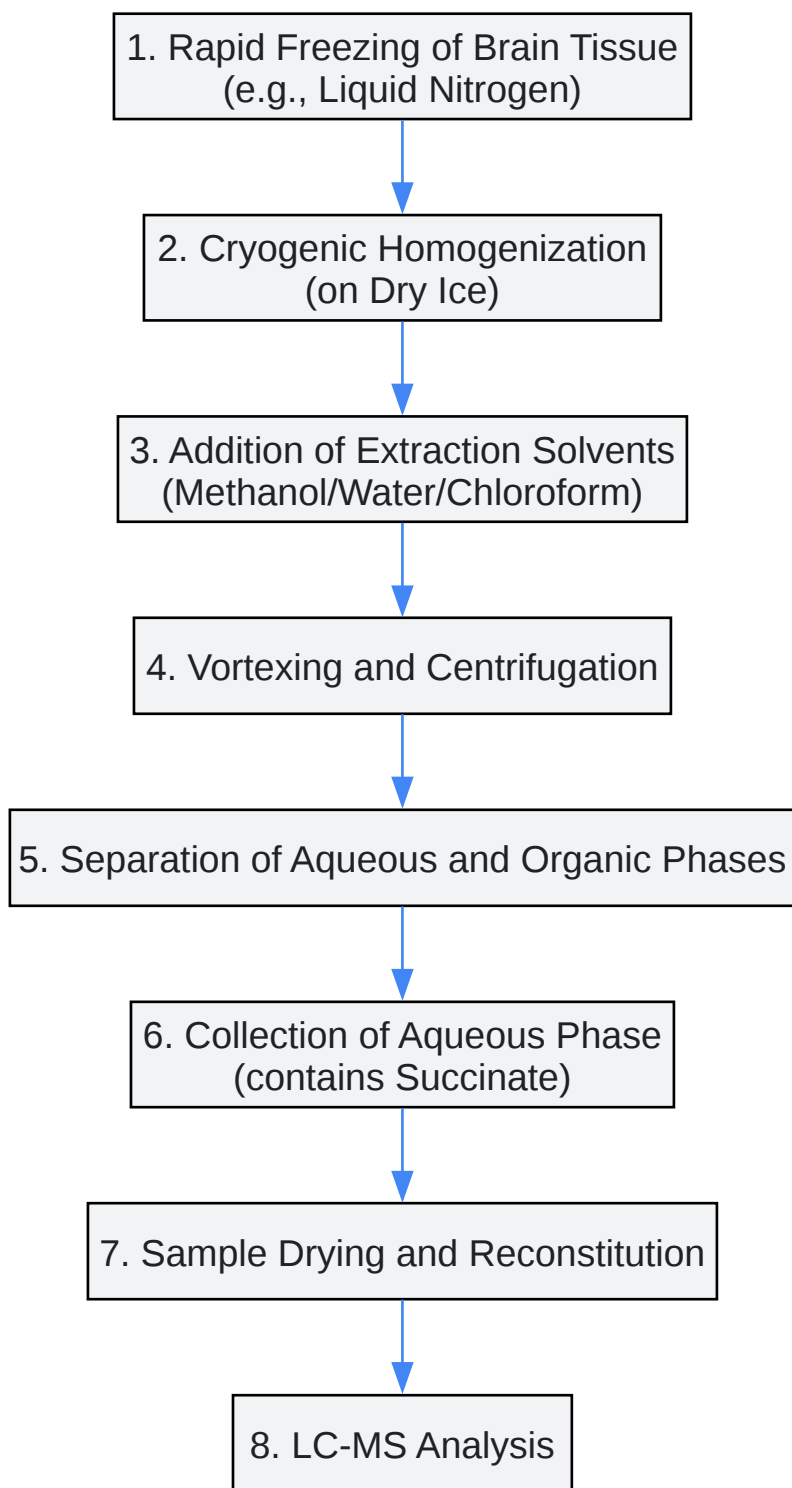 1. Rapid Freezing of Brain Tissue
(e.g., Liquid Nitrogen)
2. Cryogenic Homogenization
(on Dry Ice)
3. Addition of Extraction Solvents
(Methanol/Water/Chloroform)
4. Vortexing and Centrifugation
5. Separation of Aqueous and Organic Phases
6. Collection of Aqueous Phase
(contains Succinate)
7. Sample Drying and Reconstitution
8. LC-MS Analysis